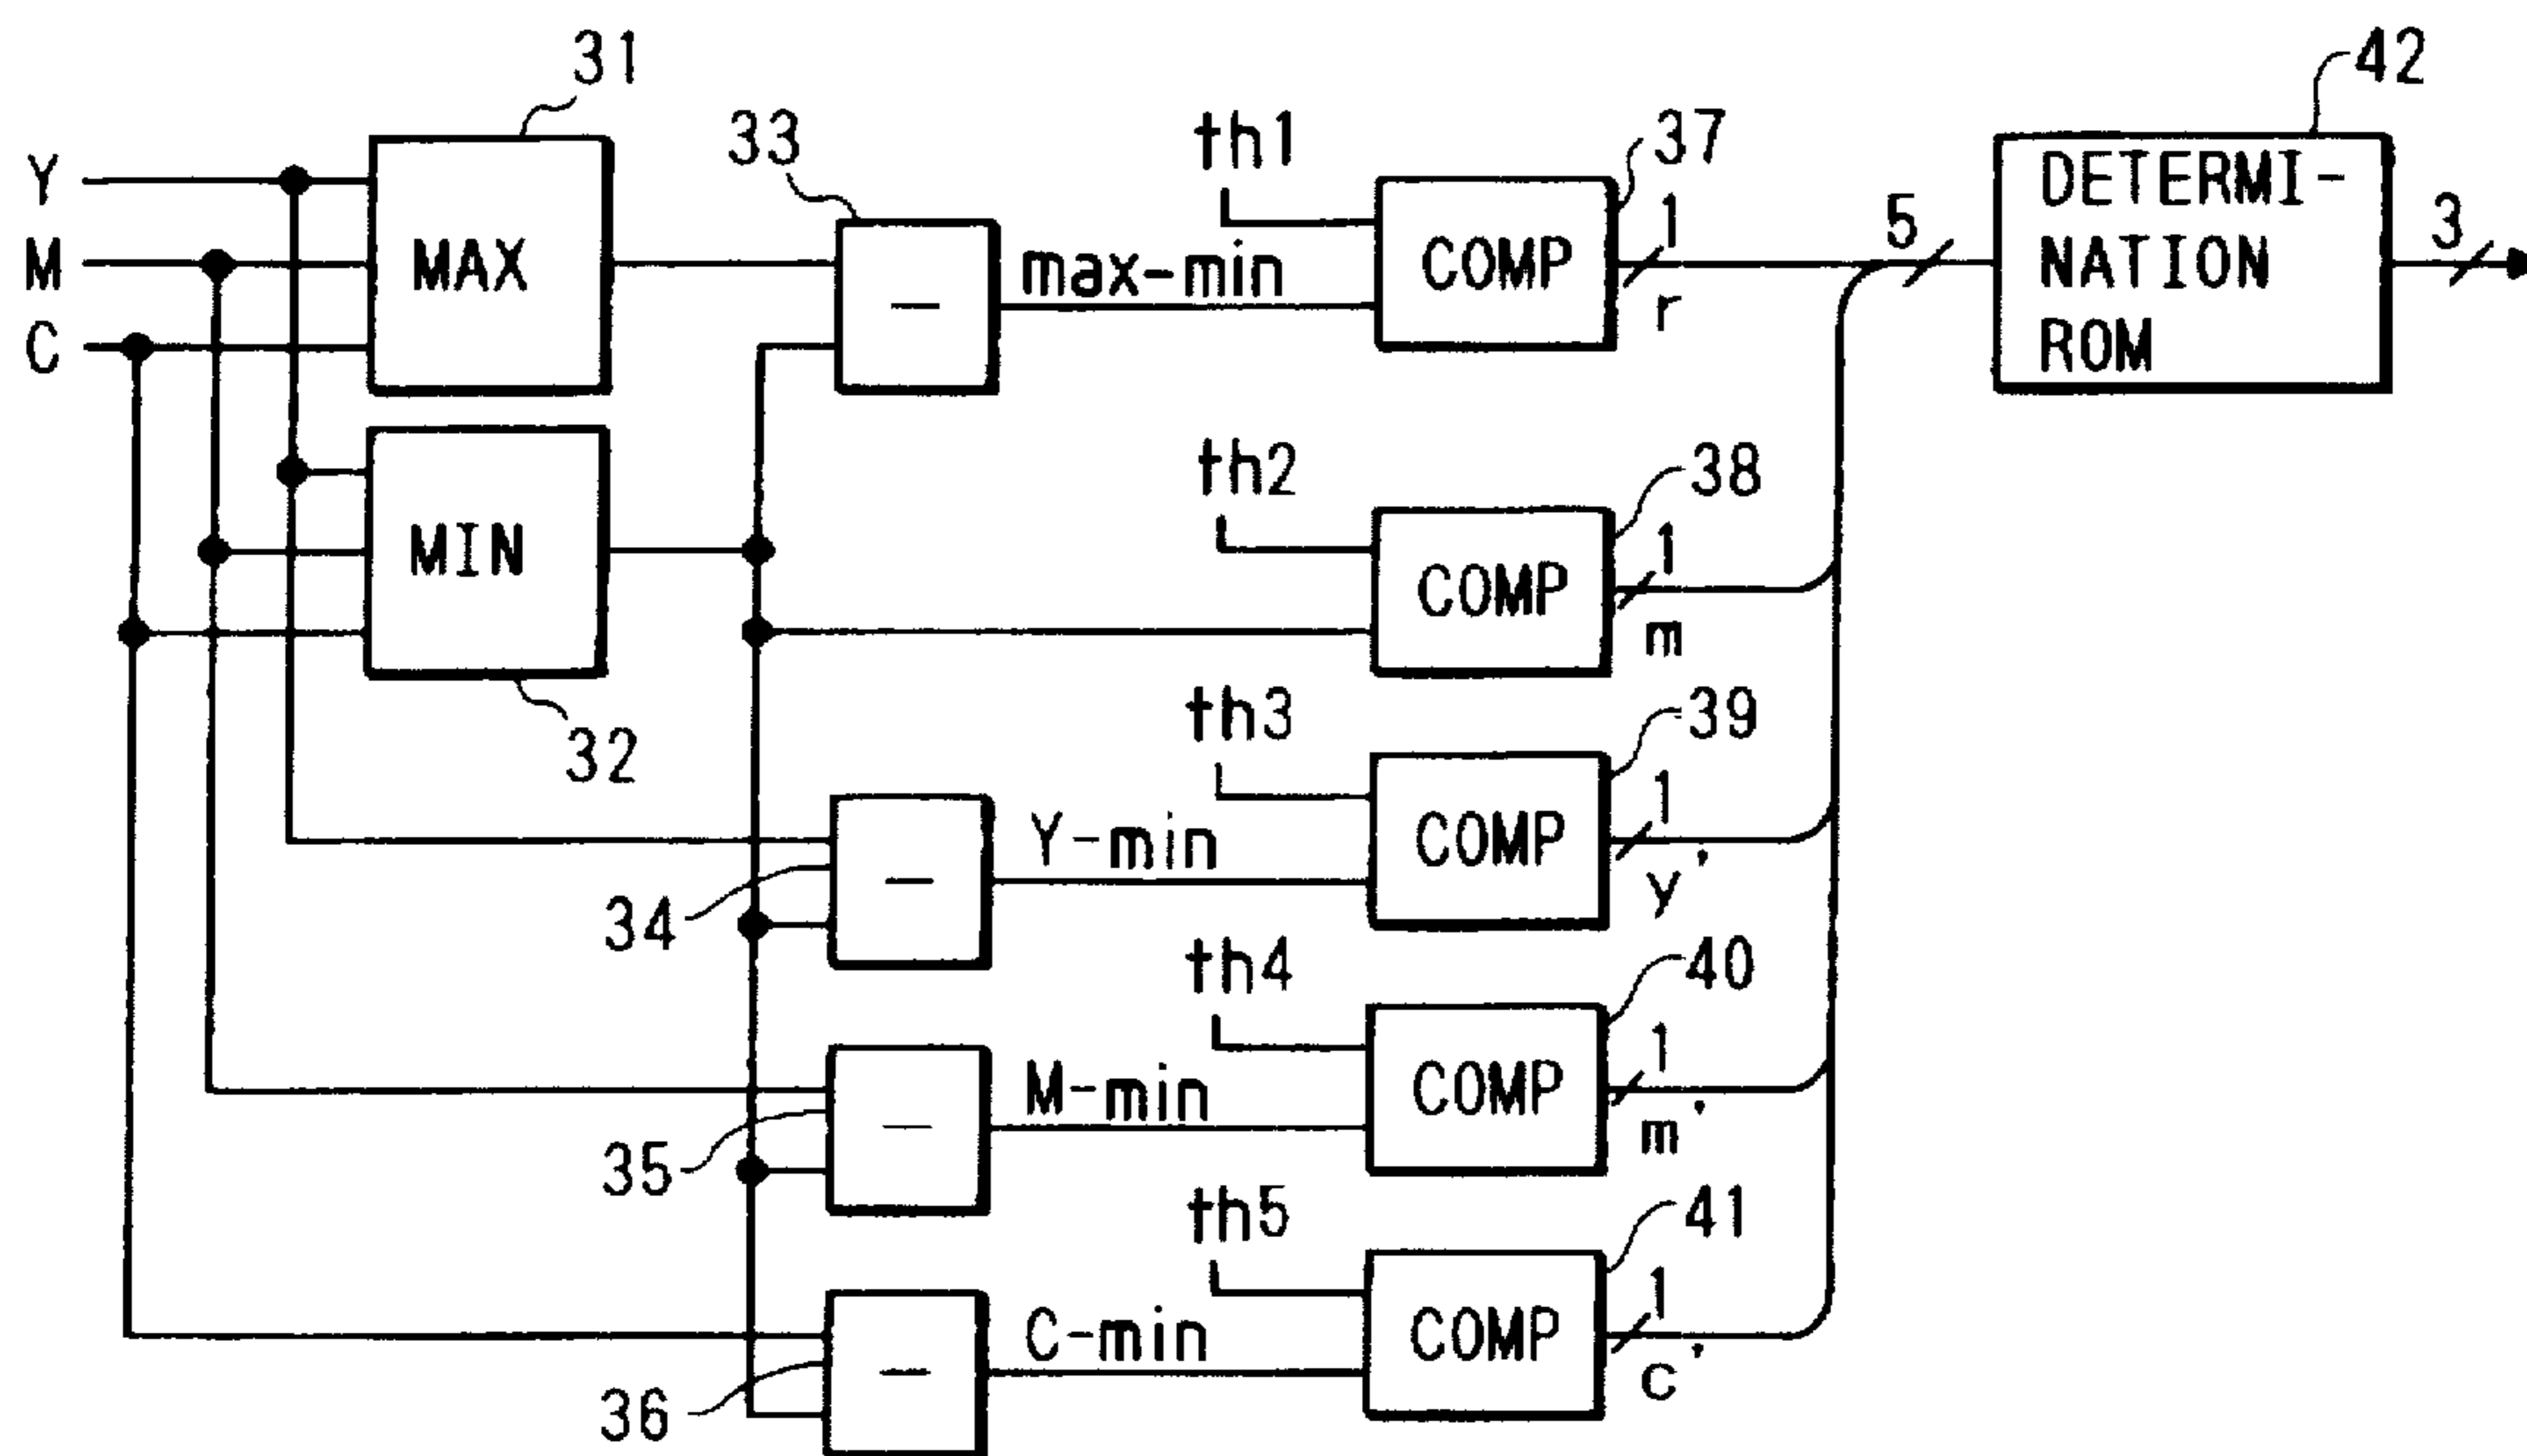 31
42
33
th1
37
Y
MAX
1
5
DETERMI-
3
M
max-min
COMP
NATION
C
r
ROM
th2
38
MIN
COMP
1
m
th3
39
32
1
Y-min
COMP
y'
34
th4
40
1
M-min
COMP
m'
35
th5
41
1
C-min
COMP
c'
36